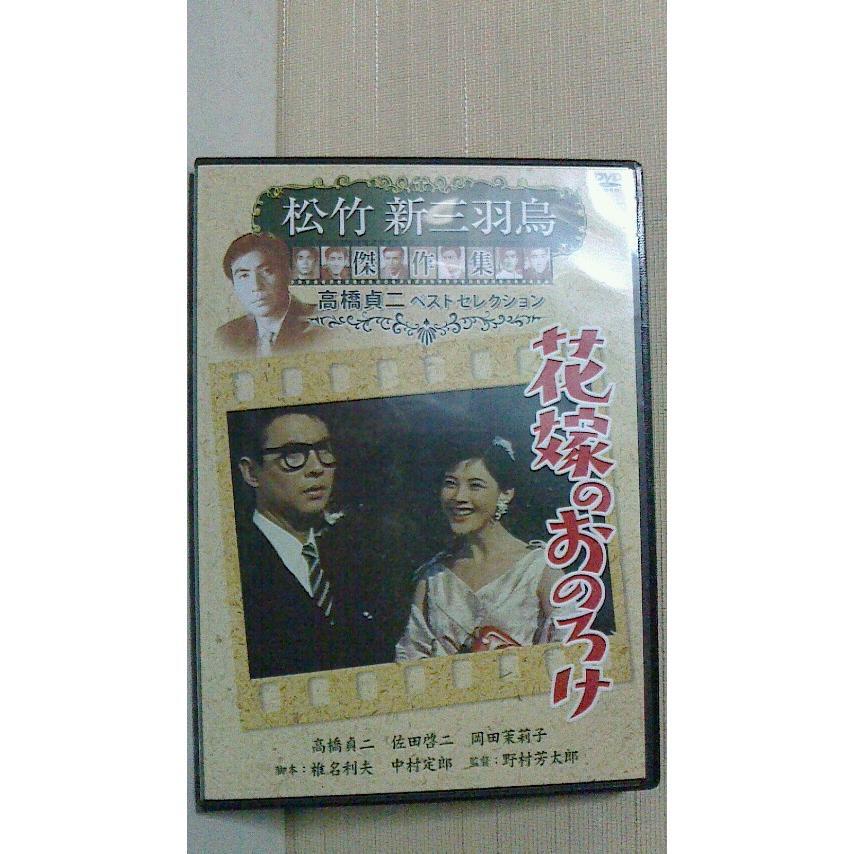 DVD
松竹 新三羽烏
傑作集
高橋貞二 ベストセレクション
花嫁のおのろけ
高橋貞二 佐田啓二 岡田茉莉子
脚本：椎名利夫 中村定郎 監督：野村芳太郎